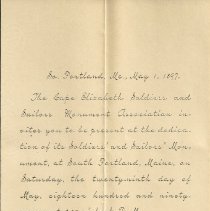 So. Portland, Me., May 1, 1897.
The Cape Elizabeth Soldiers and
Sailors Monument Association in-
vites you to be present at the dedica-
tion of its Soldiers' and Sailors' Mon-
ument, at South Portland, Maine, on
Saturday, the twenty-ninth day of
May, eighteen hundred and ninety-